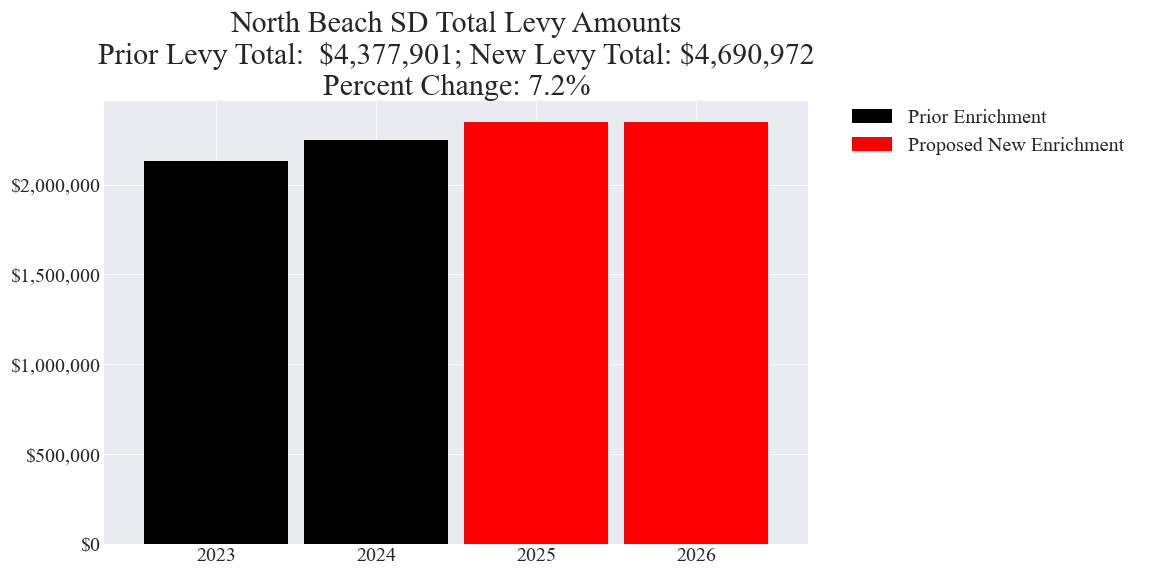 North Beach SD Total Levy Amounts
Prior Levy Total:  $4,377,901; New Levy Total: $4,690,972
Percent Change: 7.2%
Prior Enrichment
Proposed New Enrichment
$2,000,000
$1,500,000
$1,000,000
$500,000
$0
2023 2024 2025 2026